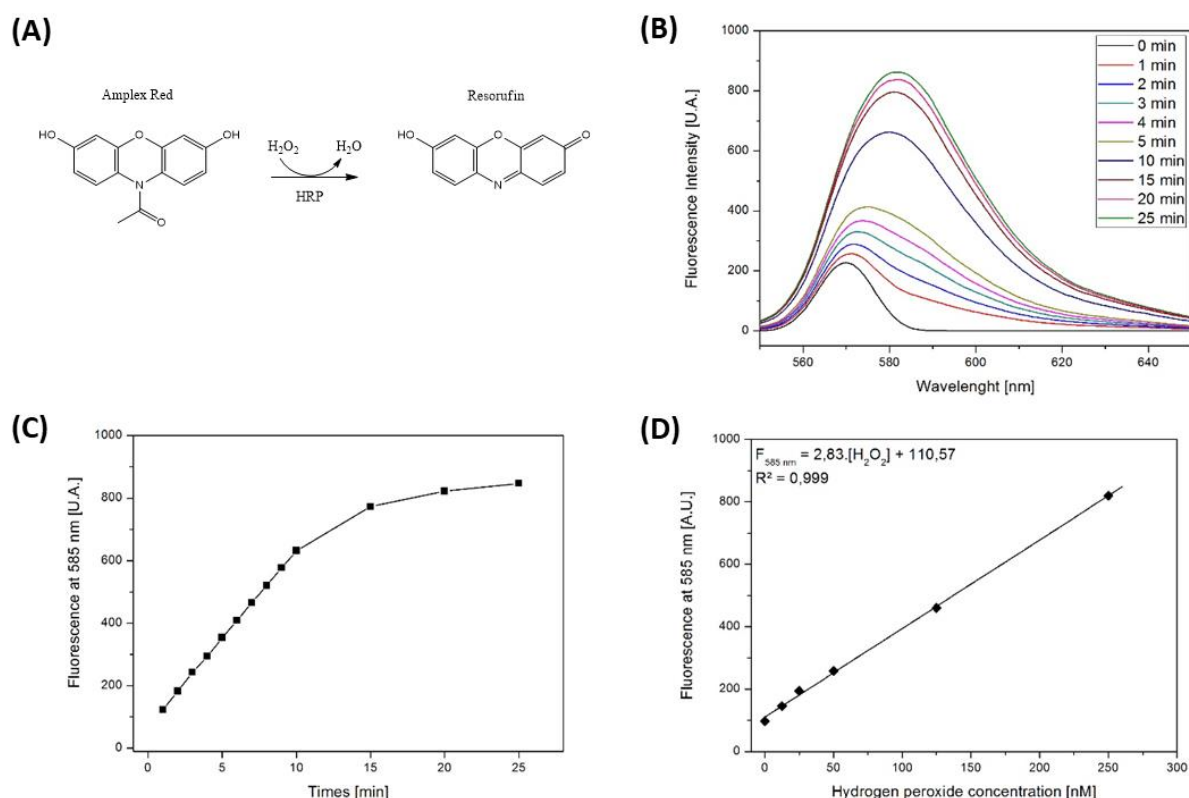 (A)
Amplex Red
Resorufin
HO
O
OH
N
O
H₂O₂
H₂O
HRP
HO
O
O
N
(B)
1000
800
600
400
200
0
Fluorescence Intensity [U.A.]
560
580
600
620
640
Wavelenght [nm]
0 min
1 min
2 min
3 min
4 min
5 min
10 min
15 min
20 min
25 min
(C)
1000
800
600
400
200
0
Fluorescence at 585 nm [U.A.]
0
5
10
15
20
25
Times [min]
(D)
F₅₈₅ ₙₘ = 2,83.[H₂O₂] + 110,57
R² = 0,999
1000
800
600
400
200
0
Fluorescence at 585 nm [A.U.]
0
50
100
150
200
250
300
Hydrogen peroxide concentration [nM]